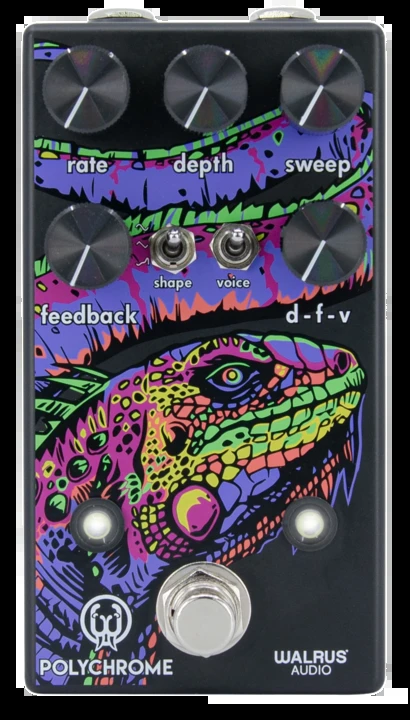 rate depth sweep
shape voice
feedback d-f-v
POLYCHROME WALRUS
AUDIO